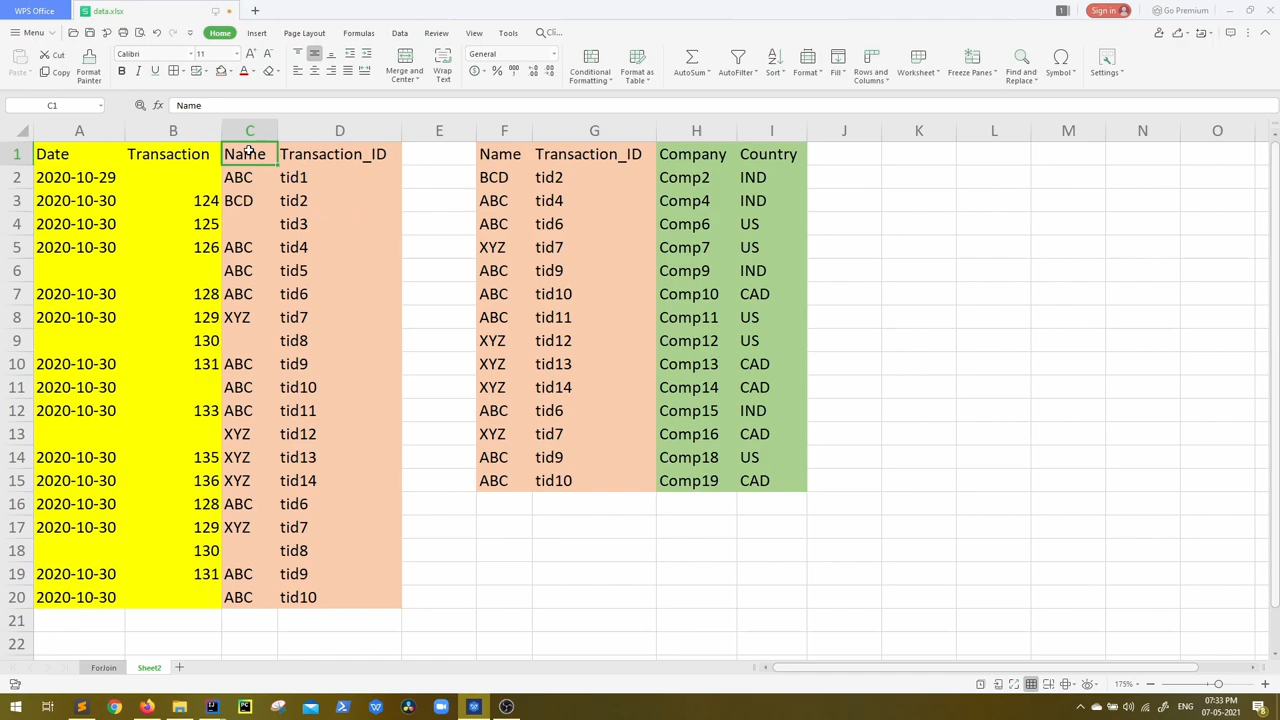 WPS Office data.xlsx 1 Sign in Go Premium
Menu Home Insert Page Layout Formulas Data Review View Tools Cli...
Paste Cut Copy Format Painter Calibri 11 Merge and Center Wrap Text General Conditional Formatting Format as Table AutoSum AutoFilter Sort Format Fill Rows and Columns Worksheet Freeze Panes Find and Replace Symbol Settings
C1 fx Name
A B C D E F G H I J K L M N O
1 Date Transaction Name Transaction_ID Name Transaction_ID Company Country
2 2020-10-29 ABC tid1 BCD tid2 Comp2 IND
3 2020-10-30 124 BCD tid2 ABC tid4 Comp4 IND
4 2020-10-30 125 tid3 ABC tid6 Comp6 US
5 2020-10-30 126 ABC tid4 XYZ tid7 Comp7 US
6 ABC tid5 ABC tid9 Comp9 IND
7 2020-10-30 128 ABC tid6 ABC tid10 Comp10 CAD
8 2020-10-30 129 XYZ tid7 ABC tid11 Comp11 US
9 130 tid8 XYZ tid12 Comp12 US
10 2020-10-30 131 ABC tid9 XYZ tid13 Comp13 CAD
11 2020-10-30 ABC tid10 XYZ tid14 Comp14 CAD
12 2020-10-30 133 ABC tid11 ABC tid6 Comp15 IND
13 XYZ tid12 XYZ tid7 Comp16 CAD
14 2020-10-30 135 XYZ tid13 ABC tid9 Comp18 US
15 2020-10-30 136 XYZ tid14 ABC tid10 Comp19 CAD
16 2020-10-30 128 ABC tid6
17 2020-10-30 129 XYZ tid7
18 130 tid8
19 2020-10-30 131 ABC tid9
20 2020-10-30 ABC tid10
21
22
ForJoin Sheet2
175%
ENG 07:33 PM
07-05-2021